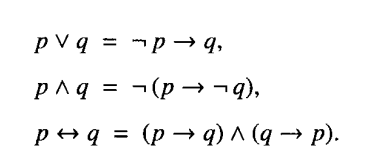 p ∨ q = ¬ p → q,
p ∧ q = ¬ (p → ¬ q),
p ↔ q = (p → q) ∧ (q → p).